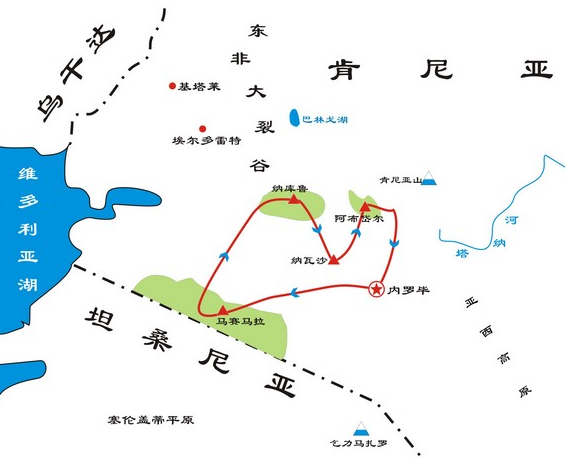 乌干达
东非大裂谷
肯尼亚
基塔莱
埃尔多雷特
巴林戈湖
维多利亚湖
肯尼亚山
纳库鲁
阿布岱尔
塔纳河
纳瓦沙
内罗毕
马赛马拉
坦桑尼亚
亚西高原
塞伦盖蒂平原
乞力马扎罗